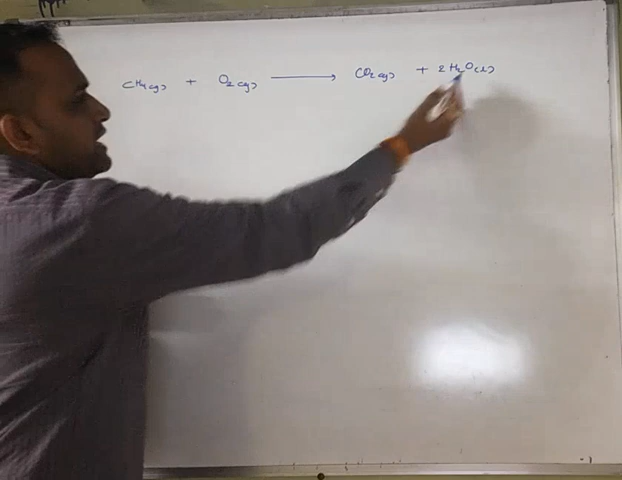 CH4(g) + O2(g) ⟶ CO2(g) + 2H2O(l)